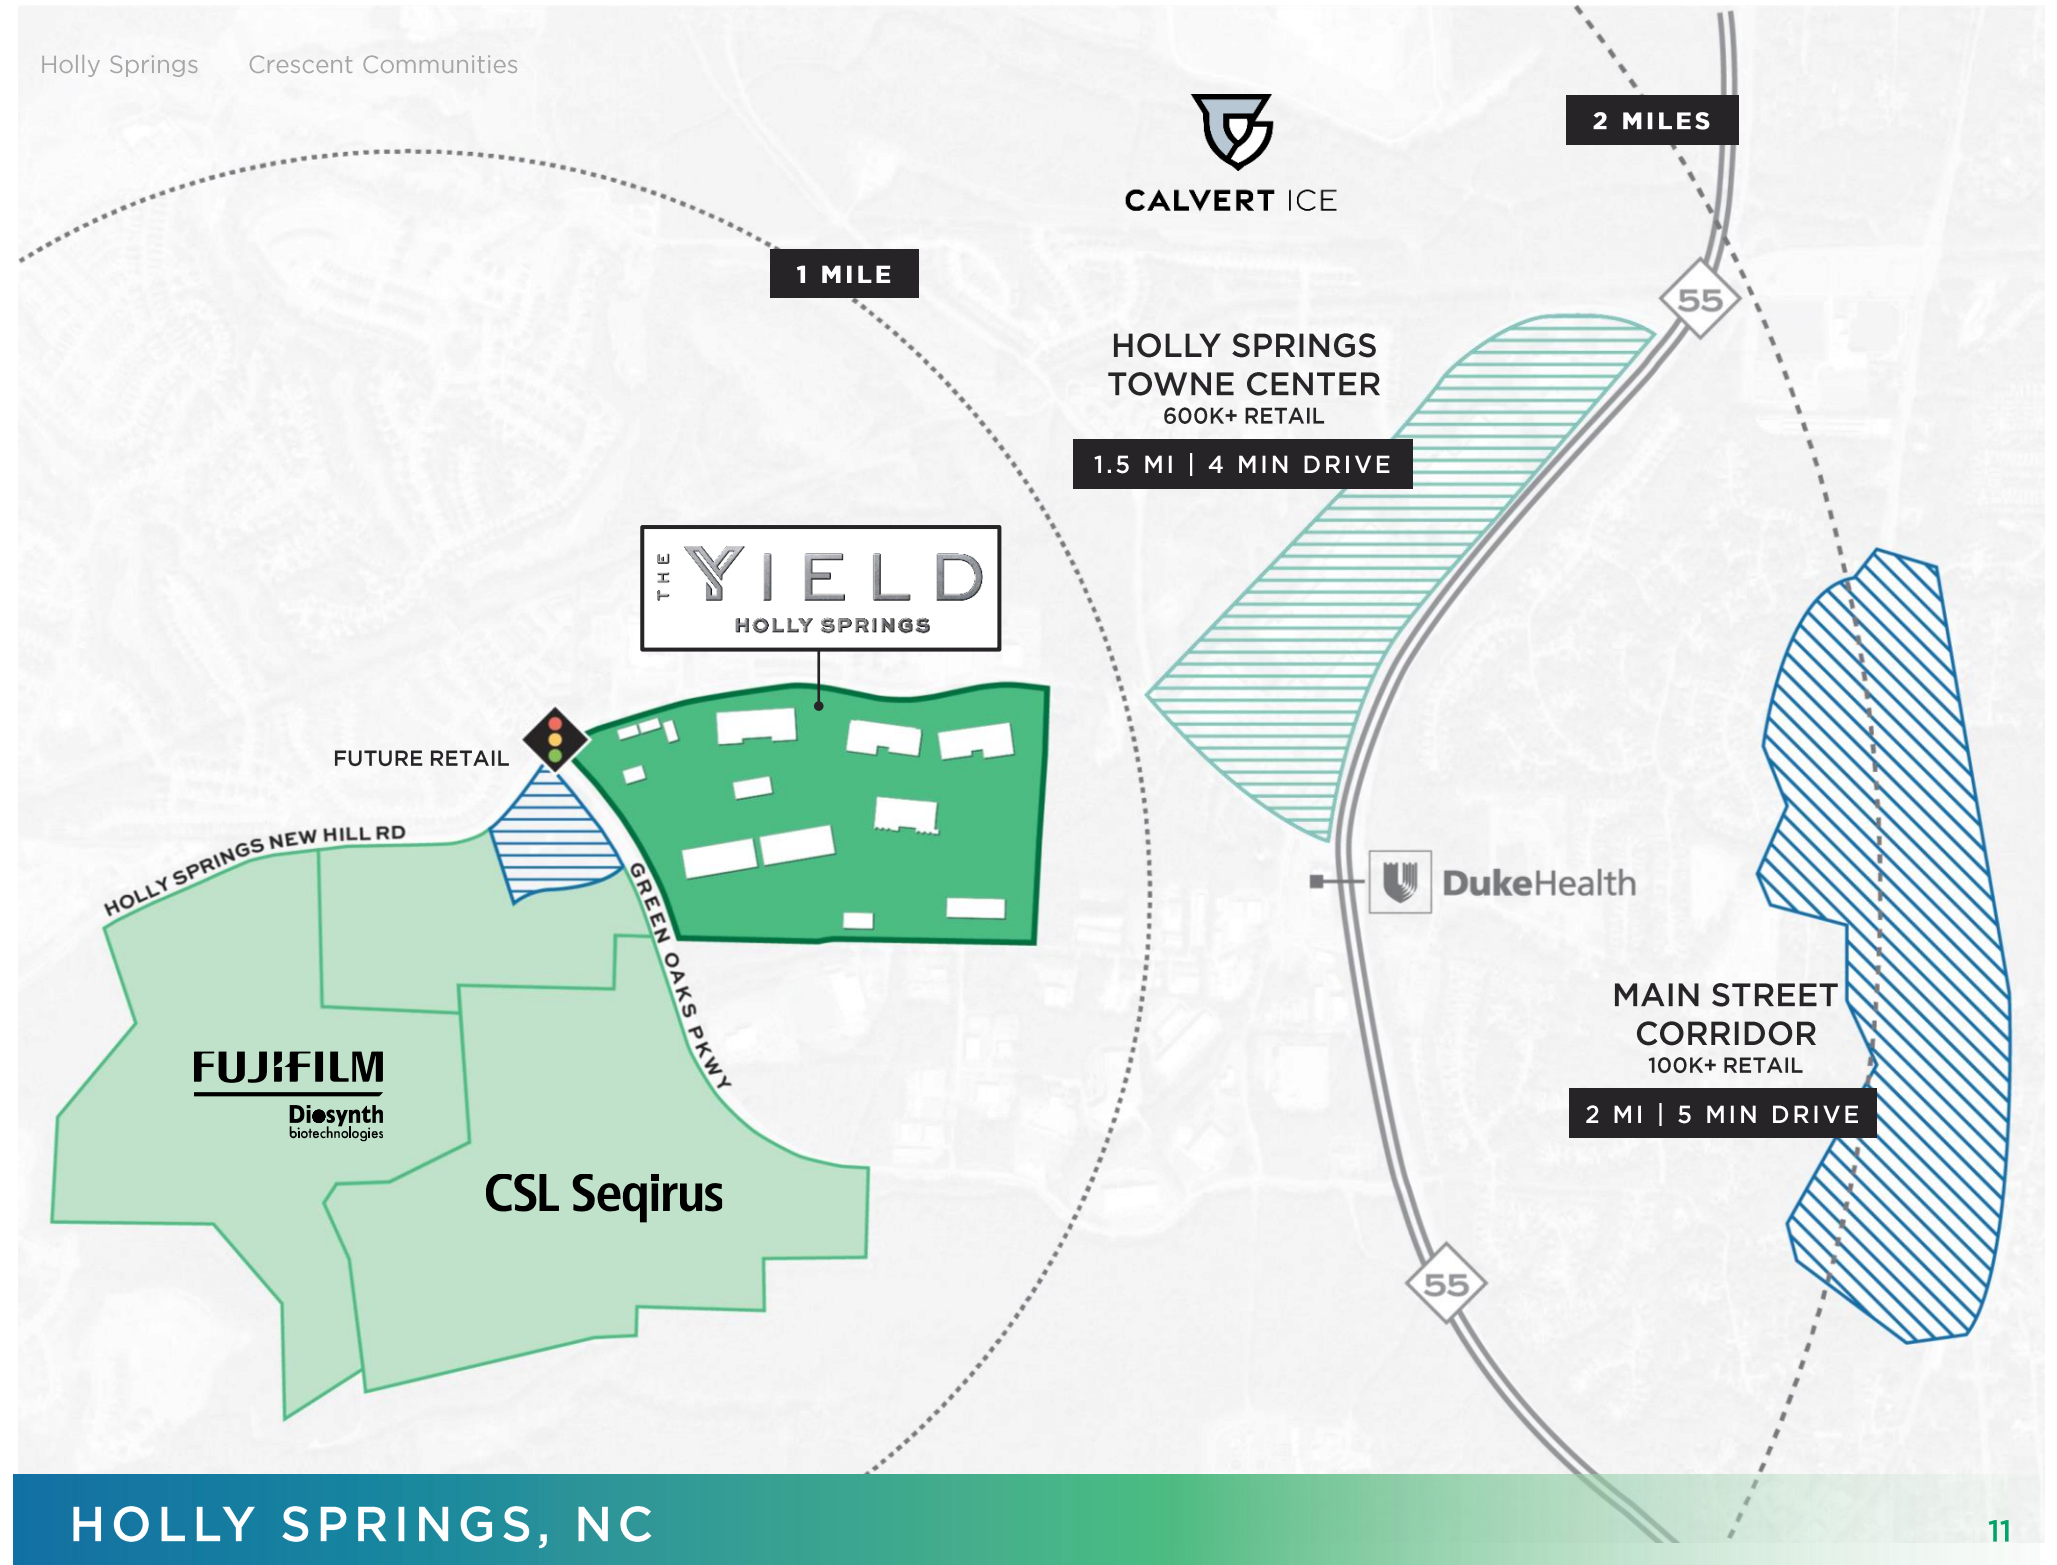 Holly Springs Crescent Communities
2 MILES
CALVERT ICE
1 MILE
55
HOLLY SPRINGS
TOWNE CENTER
600K+ RETAIL
1.5 MI | 4 MIN DRIVE
THE YIELD
HOLLY SPRINGS
FUTURE RETAIL
HOLLY SPRINGS NEW HILL RD
GREEN OAKS PKWY
DukeHealth
MAIN STREET
CORRIDOR
100K+ RETAIL
2 MI | 5 MIN DRIVE
FUJIFILM
Diosynth
biotechnologies
CSL Seqirus
55
HOLLY SPRINGS, NC
11